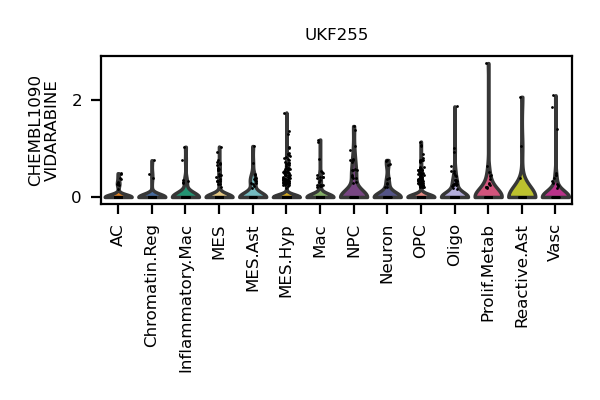 UKF255
CHEMBL1090
VIDARABINE
2
0
AC
Chromatin.Reg
Inflammatory.Mac
MES
MES.Ast
MES.Hyp
Mac
NPC
Neuron
OPC
Oligo
Prolif.Metab
Reactive.Ast
Vasc